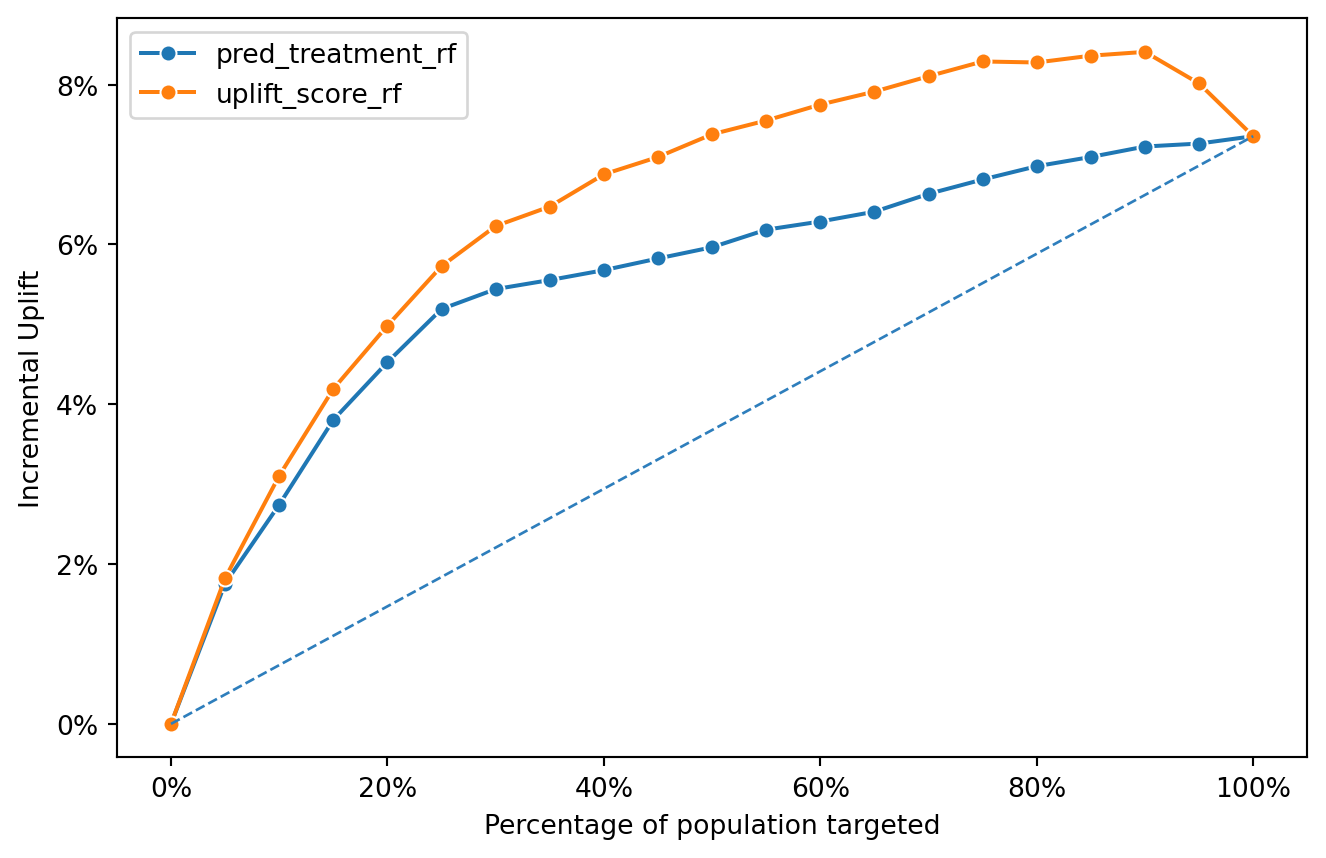 pred_treatment_rf
uplift_score_rf
Incremental Uplift
8%
6%
4%
2%
0%
0% 20% 40% 60% 80% 100%
Percentage of population targeted